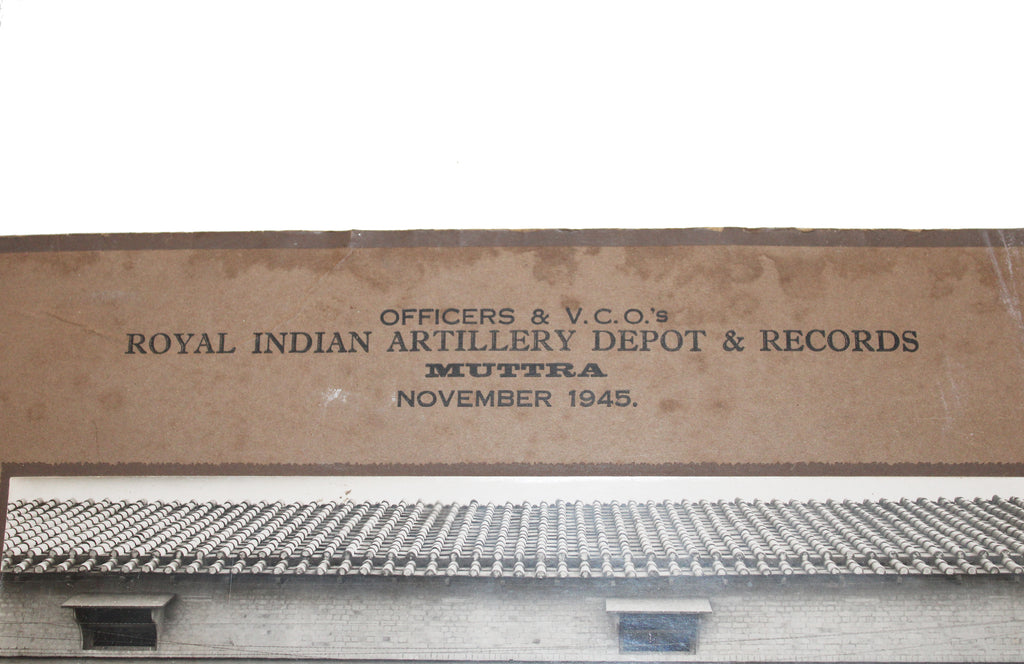 OFFICERS & V.C.O.'s
ROYAL INDIAN ARTILLERY DEPOT & RECORDS
MUTTRA
NOVEMBER 1945.